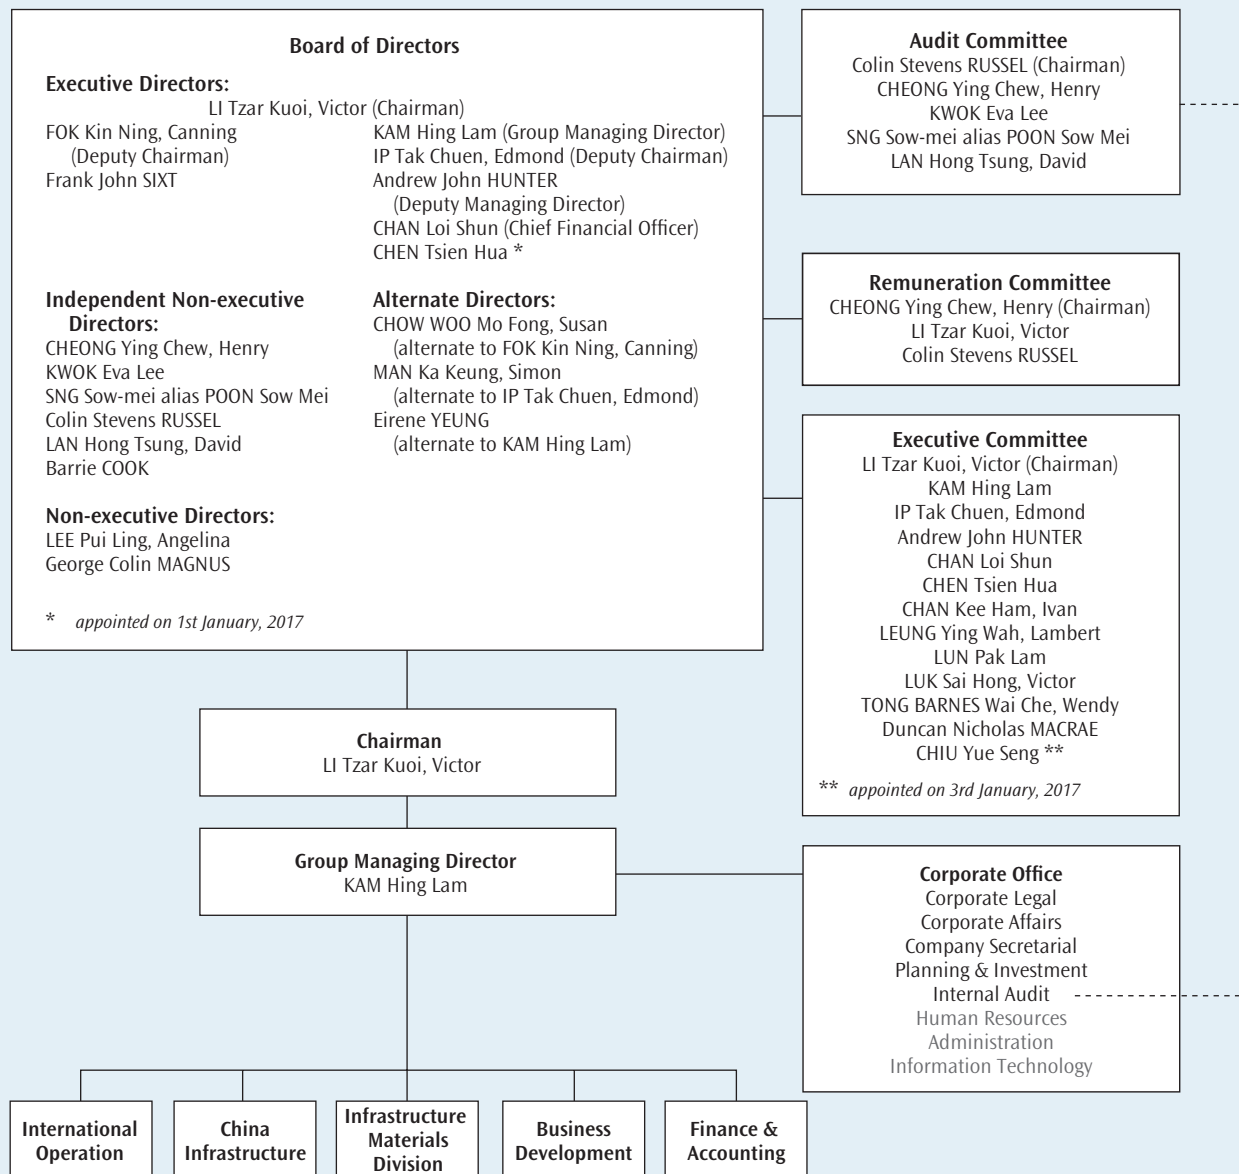 Board of Directors
Executive Directors:
LI Tzar Kuoi, Victor (Chairman)
FOK Kin Ning, Canning
(Deputy Chairman)
Frank John SIXT
KAM Hing Lam (Group Managing Director)
IP Tak Chuen, Edmond (Deputy Chairman)
Andrew John HUNTER
(Deputy Managing Director)
CHAN Loi Shun (Chief Financial Officer)
CHEN Tsien Hua *
Independent Non-executive
Directors:
CHEONG Ying Chew, Henry
KWOK Eva Lee
SNG Sow-mei alias POON Sow Mei
Colin Stevens RUSSEL
LAN Hong Tsung, David
Barrie COOK
Alternate Directors:
CHOW WOO Mo Fong, Susan
(alternate to FOK Kin Ning, Canning)
MAN Ka Keung, Simon
(alternate to IP Tak Chuen, Edmond)
Eirene YEUNG
(alternate to KAM Hing Lam)
Non-executive Directors:
LEE Pui Ling, Angelina
George Colin MAGNUS
* appointed on 1st January, 2017
Audit Committee
Colin Stevens RUSSEL (Chairman)
CHEONG Ying Chew, Henry
KWOK Eva Lee
SNG Sow-mei alias POON Sow Mei
LAN Hong Tsung, David
Remuneration Committee
CHEONG Ying Chew, Henry (Chairman)
LI Tzar Kuoi, Victor
Colin Stevens RUSSEL
Executive Committee
LI Tzar Kuoi, Victor (Chairman)
KAM Hing Lam
IP Tak Chuen, Edmond
Andrew John HUNTER
CHAN Loi Shun
CHEN Tsien Hua
CHAN Kee Ham, Ivan
LEUNG Ying Wah, Lambert
LUN Pak Lam
LUK Sai Hong, Victor
TONG BARNES Wai Che, Wendy
Duncan Nicholas MACRAE
CHIU Yue Seng **
** appointed on 3rd January, 2017
Chairman
LI Tzar Kuoi, Victor
Group Managing Director
KAM Hing Lam
Corporate Office
Corporate Legal
Corporate Affairs
Company Secretarial
Planning & Investment
Internal Audit
Human Resources
Administration
Information Technology
International
Operation
China
Infrastructure
Infrastructure
Materials
Division
Business
Development
Finance &
Accounting